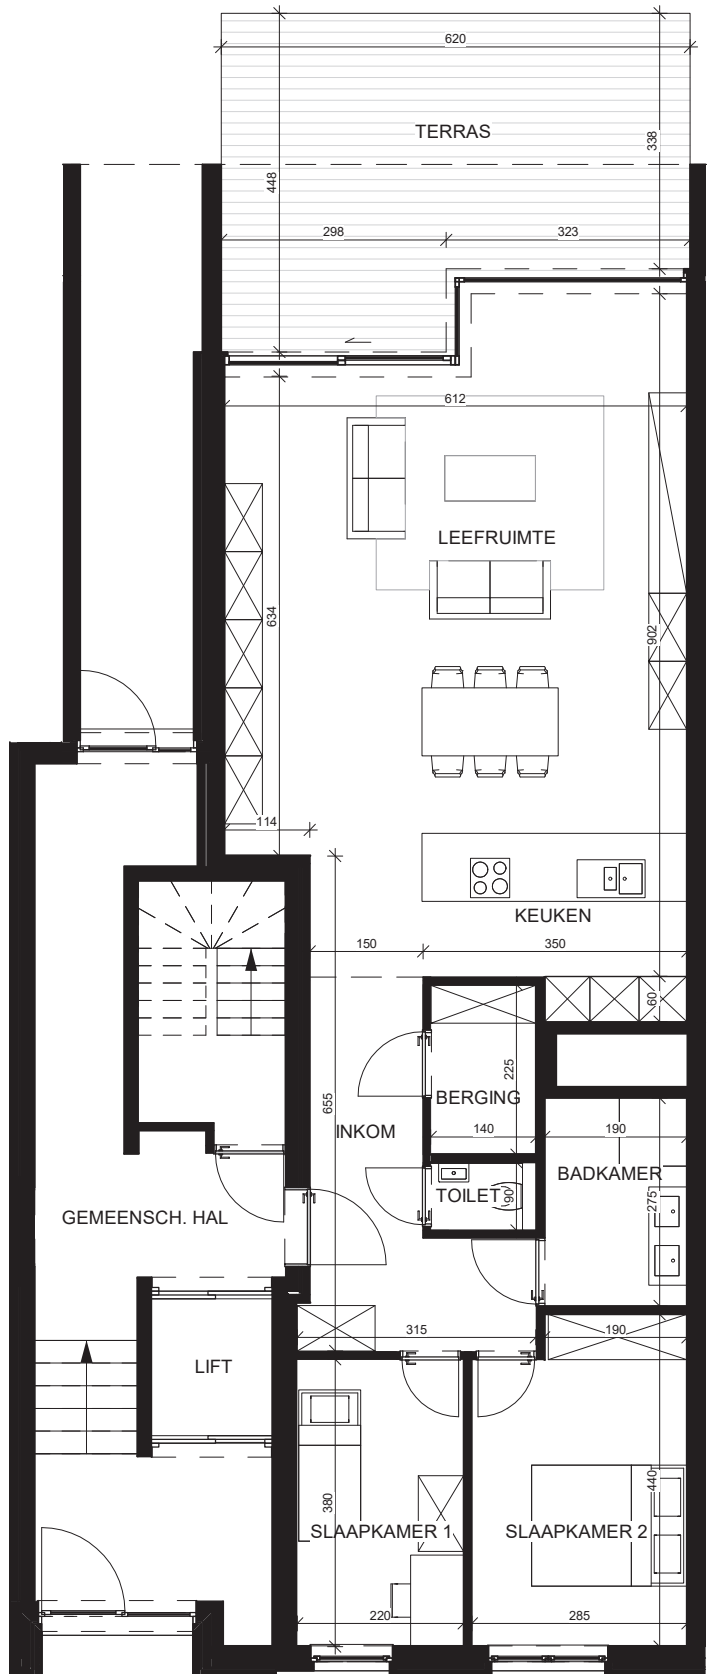 620
TERRAS
338
448
298
323
612
LEEFRUIMTE
634
902
114
KEUKEN
150
350
60
225
655
BERGING
INKOM
140
190
BADKAMER
TOILET
90
275
GEMEENSCH. HAL
315
190
LIFT
440
380
SLAAPKAMER 1
SLAAPKAMER 2
220
285